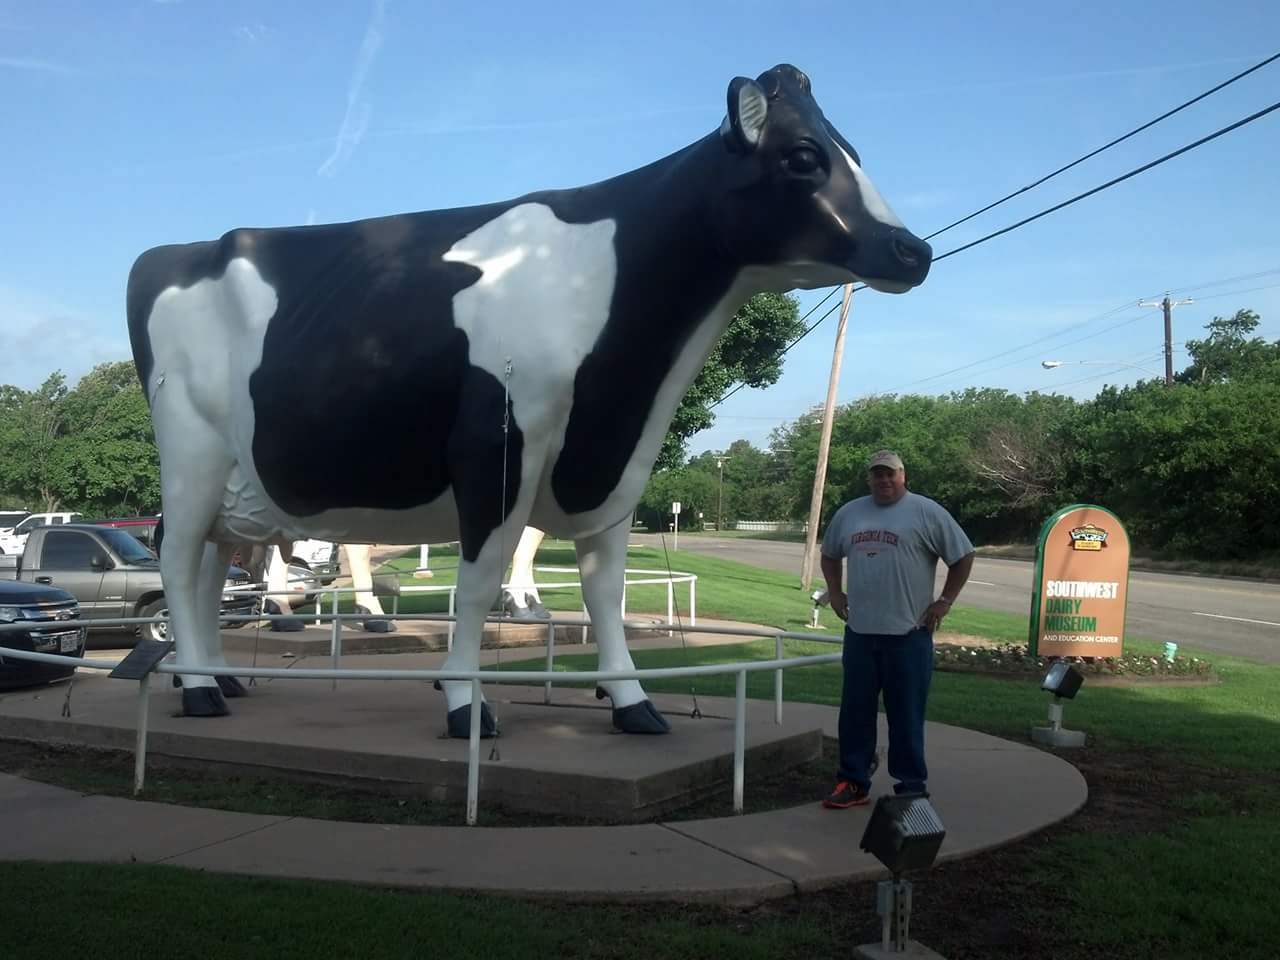 VIRGINIA TECH
SOUTHWEST
DAIRY
MUSEUM
AND EDUCATION CENTER